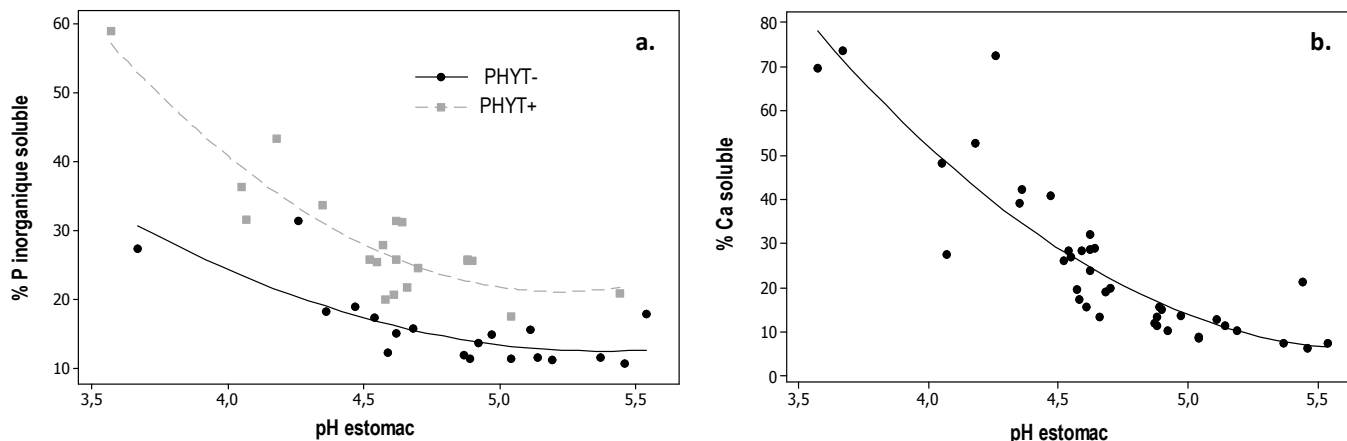 a.
60
50
40
30
20
10
% P inorganique soluble
PHYT-
PHYT+
3,5 4,0 4,5 5,0 5,5
pH estomac
b.
80
70
60
50
40
30
20
10
0
% Ca soluble
3,5 4,0 4,5 5,0 5,5
pH estomac